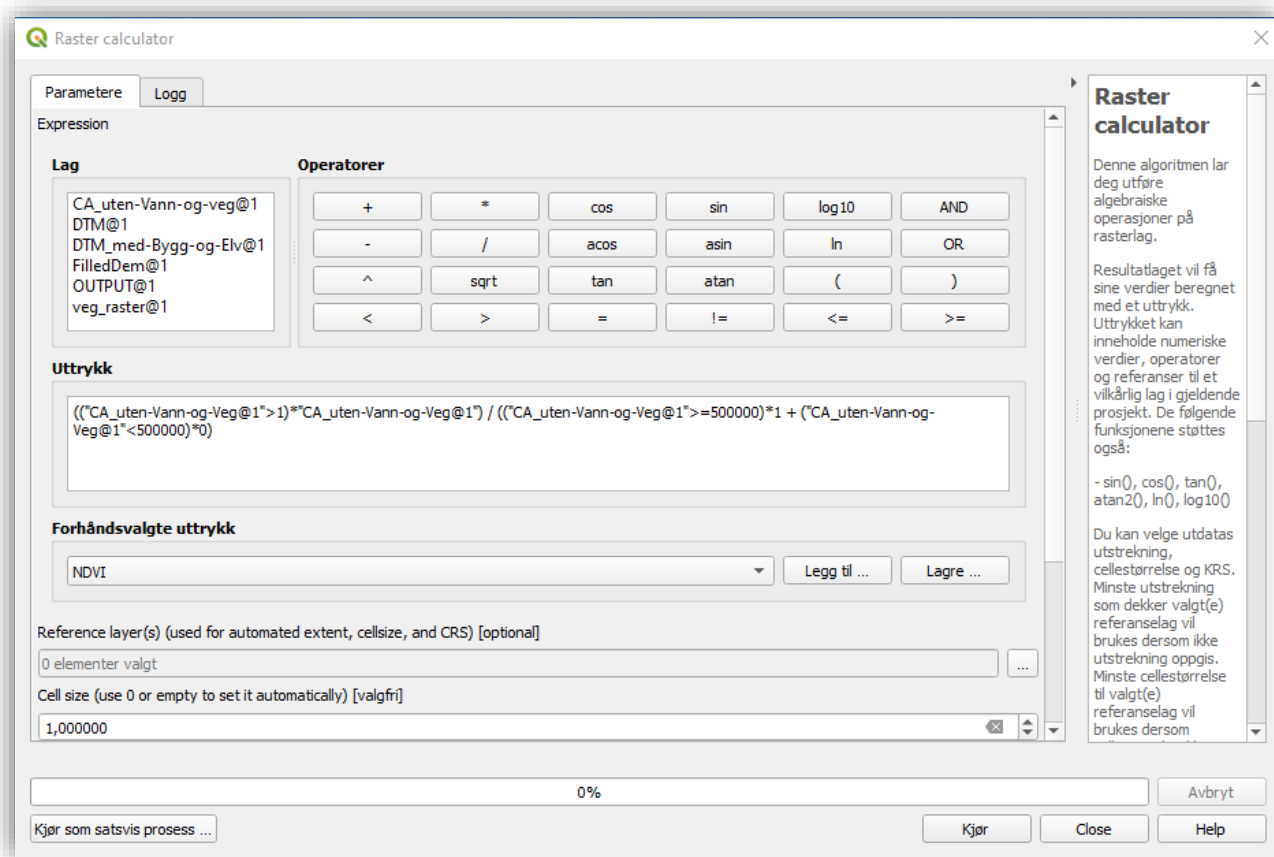 Raster calculator
Parametere
Logg
Expression
Lag
CA_uten-Vann-og-veg@1
DTM@1
DTM_med-Bygg-og-Elv@1
FilledDem@1
OUTPUT@1
veg_raster@1
Operatorer
+ * cos sin log10 AND
- / acos asin ln OR
^ sqrt tan atan ( )
< > = != <= >=
Uttrykk
(("CA_uten-Vann-og-Veg@1">1)*"CA_uten-Vann-og-Veg@1") / (("CA_uten-Vann-og-Veg@1">=500000)*1 + ("CA_uten-Vann-og-
Veg@1"<500000)*0)
Forhåndsvalgte uttrykk
NDVI
Legg til ...
Lagre ...
Reference layer(s) (used for automated extent, cellsize, and CRS) [optional]
0 elementer valgt
...
Cell size (use 0 or empty to set it automatically) [valgfri]
1,000000
Raster
calculator
Denne algoritmen lar
deg utføre
algebraiske
operasjoner på
rasterlag.
Resultatlaget vil få
sine verdier beregnet
med et uttrykk.
Uttrykket kan
inneholde numeriske
verdier, operatorer
og referanser til et
vilkårlig lag i gjeldende
prosjekt. De følgende
funksjonene støttes
også:
- sin(), cos(), tan(),
atan2(), ln(), log10()
Du kan velge utdatas
utstrekning,
cellestørrelse og KRS.
Minste utstrekning
som dekker valgt(e)
referanselag vil
brukes dersom ikke
utstrekning oppgis.
Minste cellestørrelse
til valgt(e)
referanselag vil
brukes dersom
0%
Avbryt
Kjør som satsvis prosess ...
Kjør
Close
Help